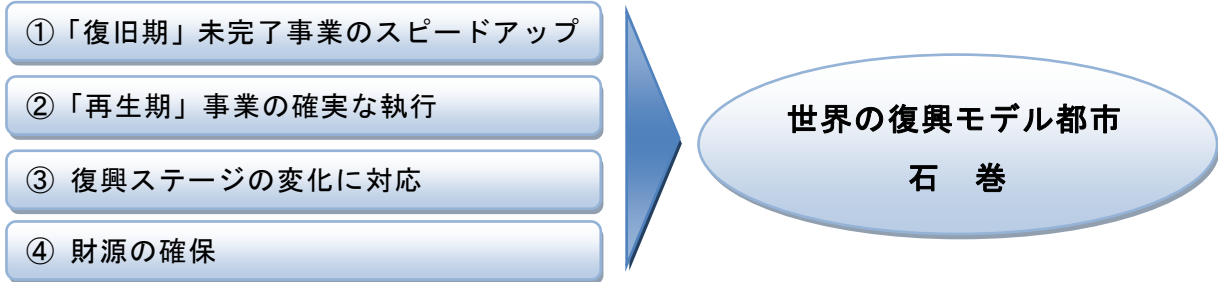 ①「復旧期」未完了事業のスピードアップ
②「再生期」事業の確実な執行
③ 復興ステージの変化に対応
④ 財源の確保
世界の復興モデル都市
石　巻